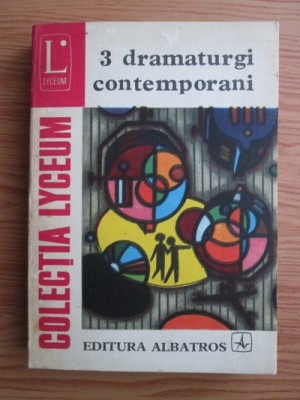 L
LYCEUM
3 dramaturgi
contemporani
COLECȚIA LYCEUM
EDITURA ALBATROS